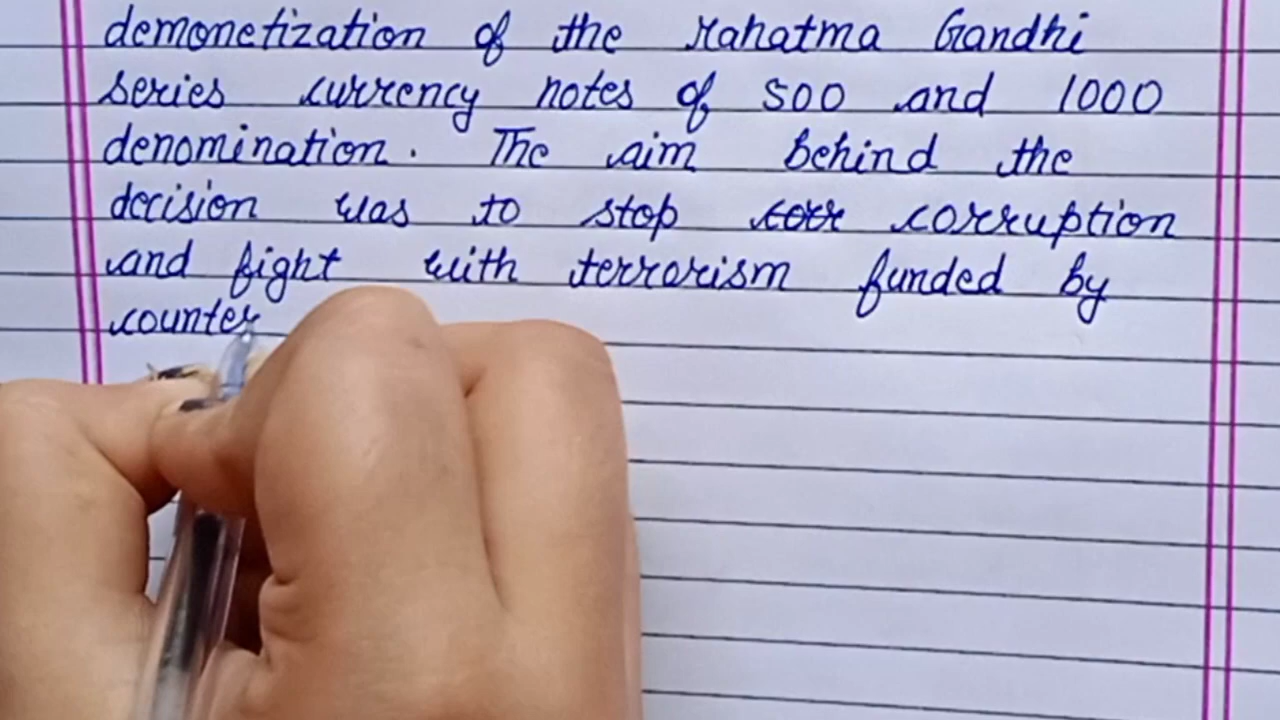 demonetization of the Mahatma Gandhi
series currency notes of 500 and 1000
denomination. The aim behind the
decision was to stop corr corruption
and fight with terrorism funded by
counter